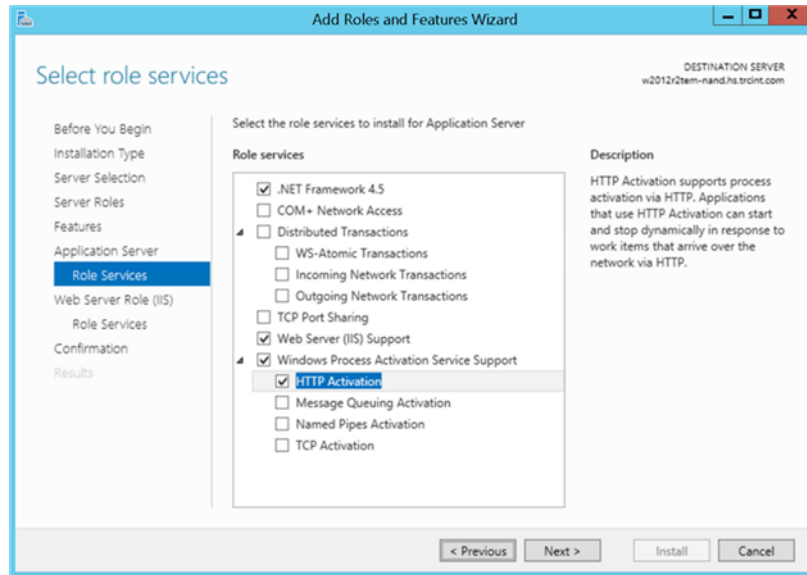 Add Roles and Features Wizard
Select role services
DESTINATION SERVER
w2012r2tem-nand.hs.trcint.com
Before You Begin
Installation Type
Server Selection
Server Roles
Features
Application Server
Role Services
Web Server Role (IIS)
Role Services
Confirmation
Results
Select the role services to install for Application Server
Role services
.NET Framework 4.5
COM+ Network Access
Distributed Transactions
WS-Atomic Transactions
Incoming Network Transactions
Outgoing Network Transactions
TCP Port Sharing
Web Server (IIS) Support
Windows Process Activation Service Support
HTTP Activation
Message Queuing Activation
Named Pipes Activation
TCP Activation
Description
HTTP Activation supports process
activation via HTTP. Applications
that use HTTP Activation can start
and stop dynamically in response to
work items that arrive over the
network via HTTP.
< Previous
Next >
Install
Cancel